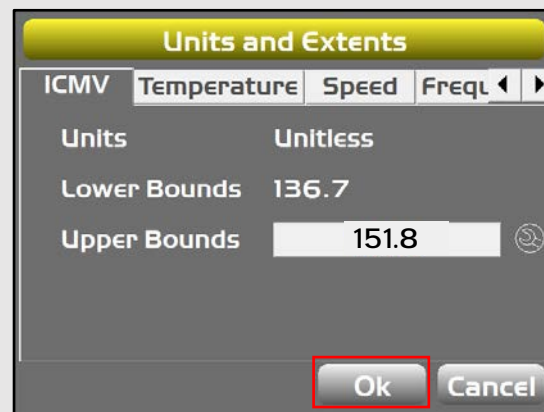 Units and Extents
ICMV Temperature Speed Frequ
Units Unitless
Lower Bounds 136.7
Upper Bounds 151.8
Ok Cancel